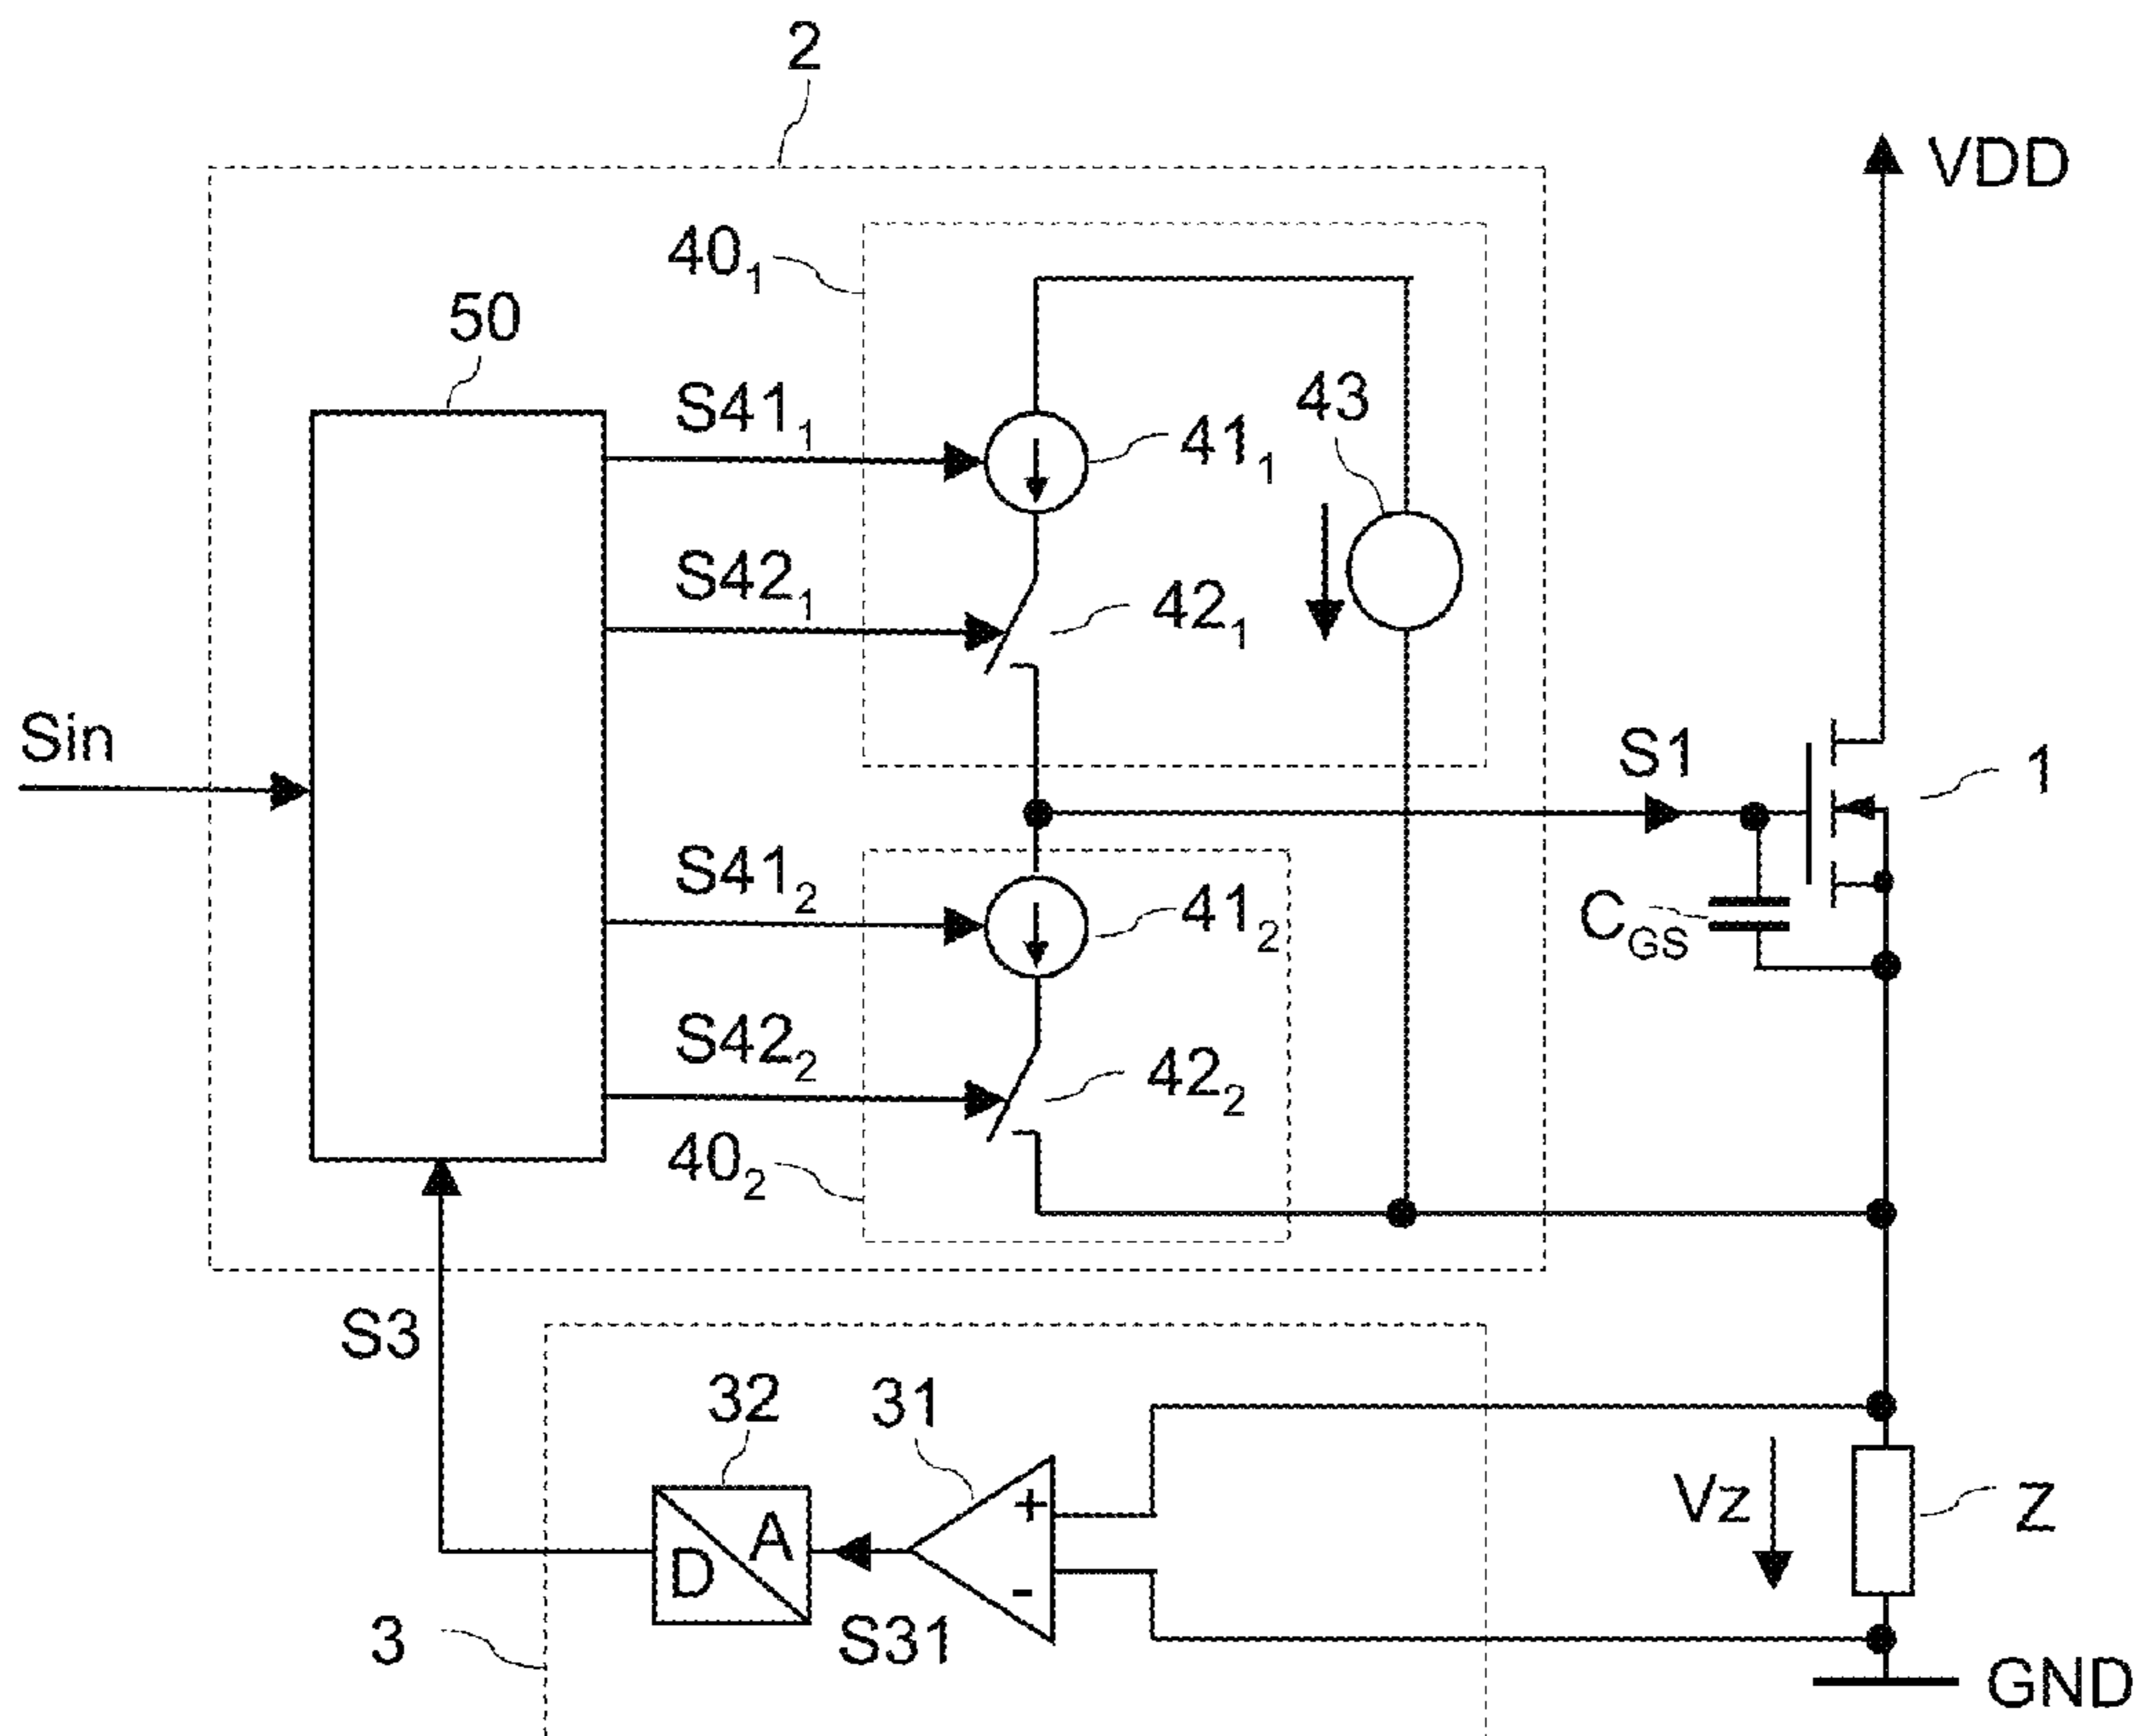 2
VDD
40₁
50
S41₁
43
41₁
S42₁
42₁
Sin
S1
1
S41₂
41₂
C_GS
S42₂
42₂
40₂
S3
32
31
+
Vz
Z
A
D
-
3
S31
GND